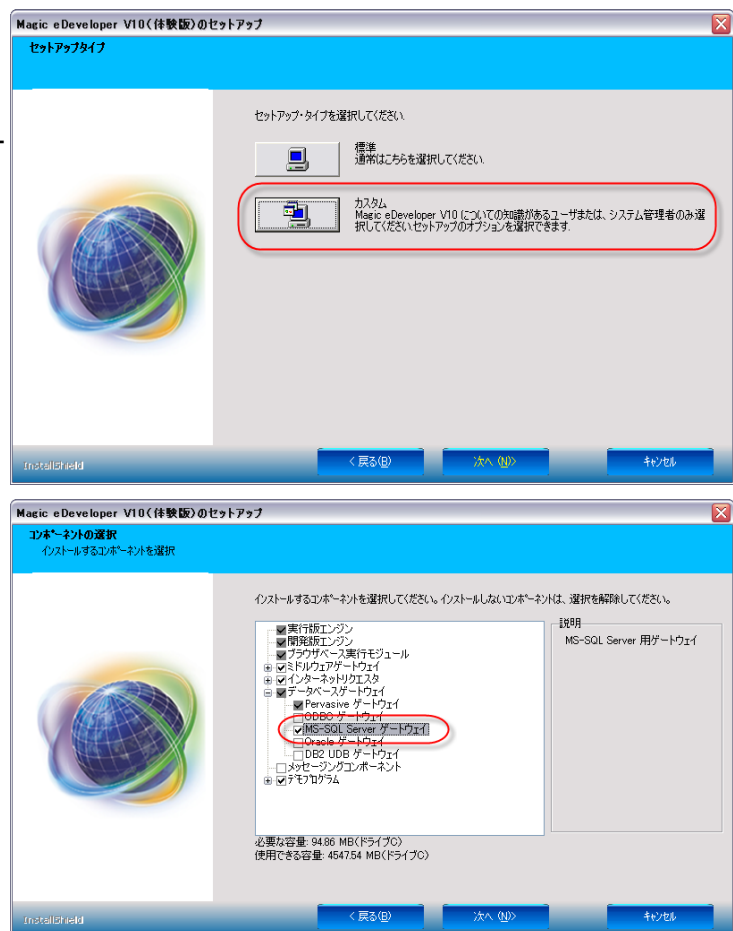 Magic eDeveloper V10(体験版)のセットアップ
セットアップタイプ
セットアップ・タイプを選択してください.
標準
通常はこちらを選択してください.
カスタム
Magic eDeveloper V10 についての知識があるユーザまたは、システム管理者のみ選
択してください.セットアップのオプションを選択できます.
InstallShield
< 戻る(B)
次へ (N)>
キャンセル
Magic eDeveloper V10(体験版)のセットアップ
コンポーネントの選択
インストールするコンポーネントを選択
インストールするコンポーネントを選択してください。インストールしないコンポーネントは、選択を解除してください。
実行版エンジン
開発版エンジン
ブラウザベース実行モジュール
ミドルウェアゲートウェイ
インターネットリクエスタ
データベースゲートウェイ
Pervasive ゲートウェイ
ODBC ゲートウェイ
MS-SQL Server ゲートウェイ
Oracle ゲートウェイ
DB2 UDB ゲートウェイ
メッセージングコンポーネント
デモプログラム
説明
MS-SQL Server 用ゲートウェイ
必要な容量: 94.86 MB(ドライブC)
使用できる容量: 4547.54 MB(ドライブC)
InstallShield
< 戻る(B)
次へ (N)>
キャンセル